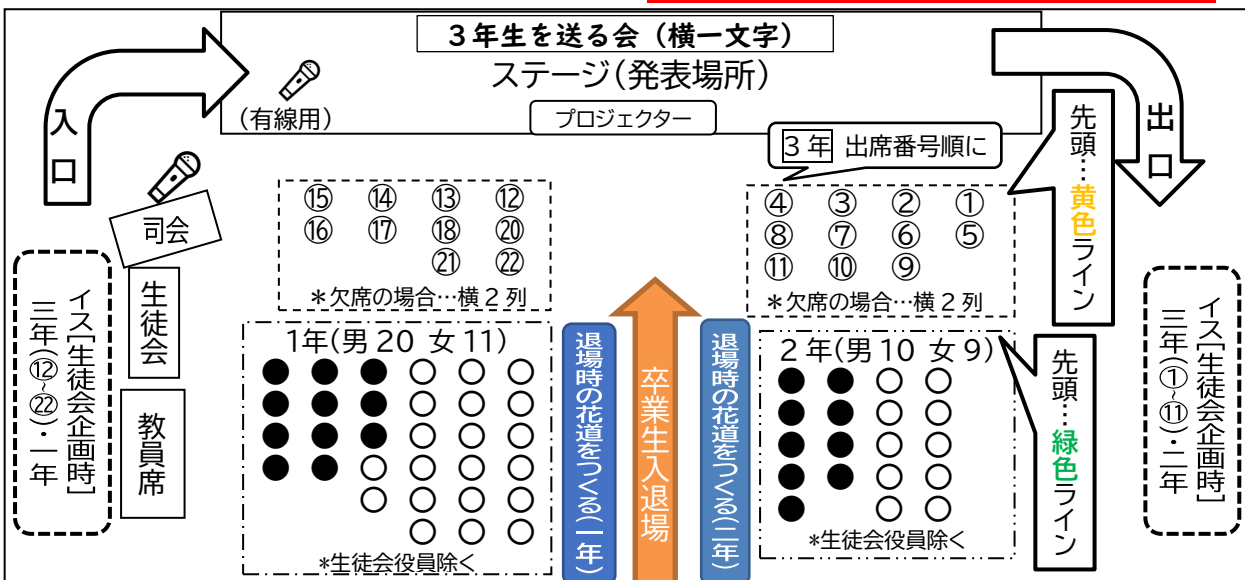 3年生を送る会（横一文字）
ステージ（発表場所）
（有線用）
プロジェクター
入口
出口
司会
生徒会
教員席
イス［生徒会企画時］
三年（⑫～㉒）・一年
3年 出席番号順に
⑮ ⑭ ⑬ ⑫
⑯ ⑰ ⑱ ⑳
㉑ ㉒
＊欠席の場合…横2列
④ ③ ② ①
⑧ ⑦ ⑥ ⑤
⑪ ⑩ ⑨
＊欠席の場合…横2列
先頭…黄色ライン
1年（男20 女11）
*生徒会役員除く
退場時の花道をつくる（一年）
卒業生入退場
退場時の花道をつくる（二年）
2年（男10 女9）
*生徒会役員除く
先頭…緑色ライン
イス［生徒会企画時］
三年（①～⑪）・二年